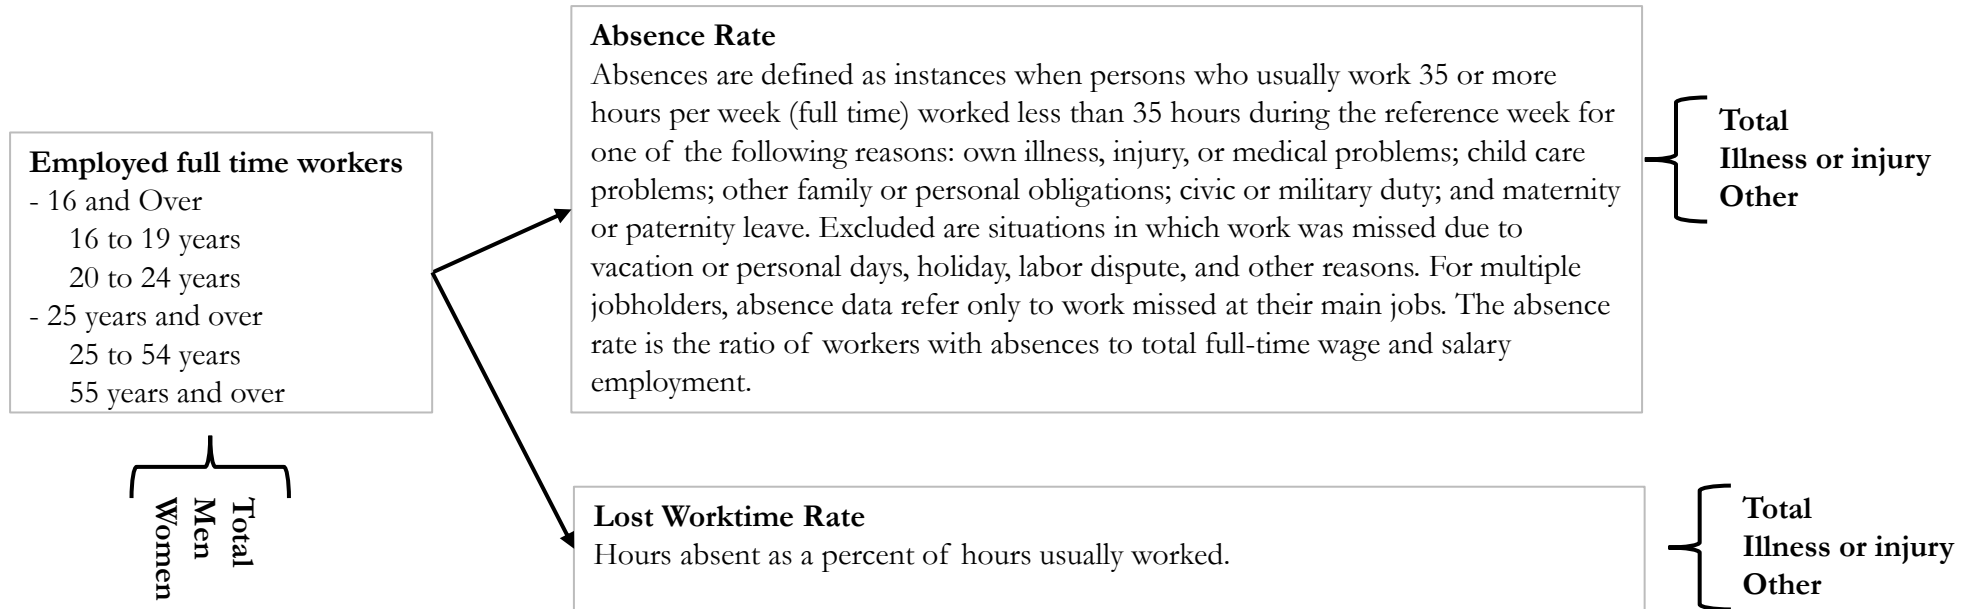 Employed full time workers
- 16 and Over
16 to 19 years
20 to 24 years
- 25 years and over
25 to 54 years
55 years and over
Total
Men
Women
Absence Rate
Absences are defined as instances when persons who usually work 35 or more
hours per week (full time) worked less than 35 hours during the reference week for
one of the following reasons: own illness, injury, or medical problems; child care
problems; other family or personal obligations; civic or military duty; and maternity
or paternity leave. Excluded are situations in which work was missed due to
vacation or personal days, holiday, labor dispute, and other reasons. For multiple
jobholders, absence data refer only to work missed at their main jobs. The absence
rate is the ratio of workers with absences to total full-time wage and salary
employment.
Total
Illness or injury
Other
Lost Worktime Rate
Hours absent as a percent of hours usually worked.
Total
Illness or injury
Other